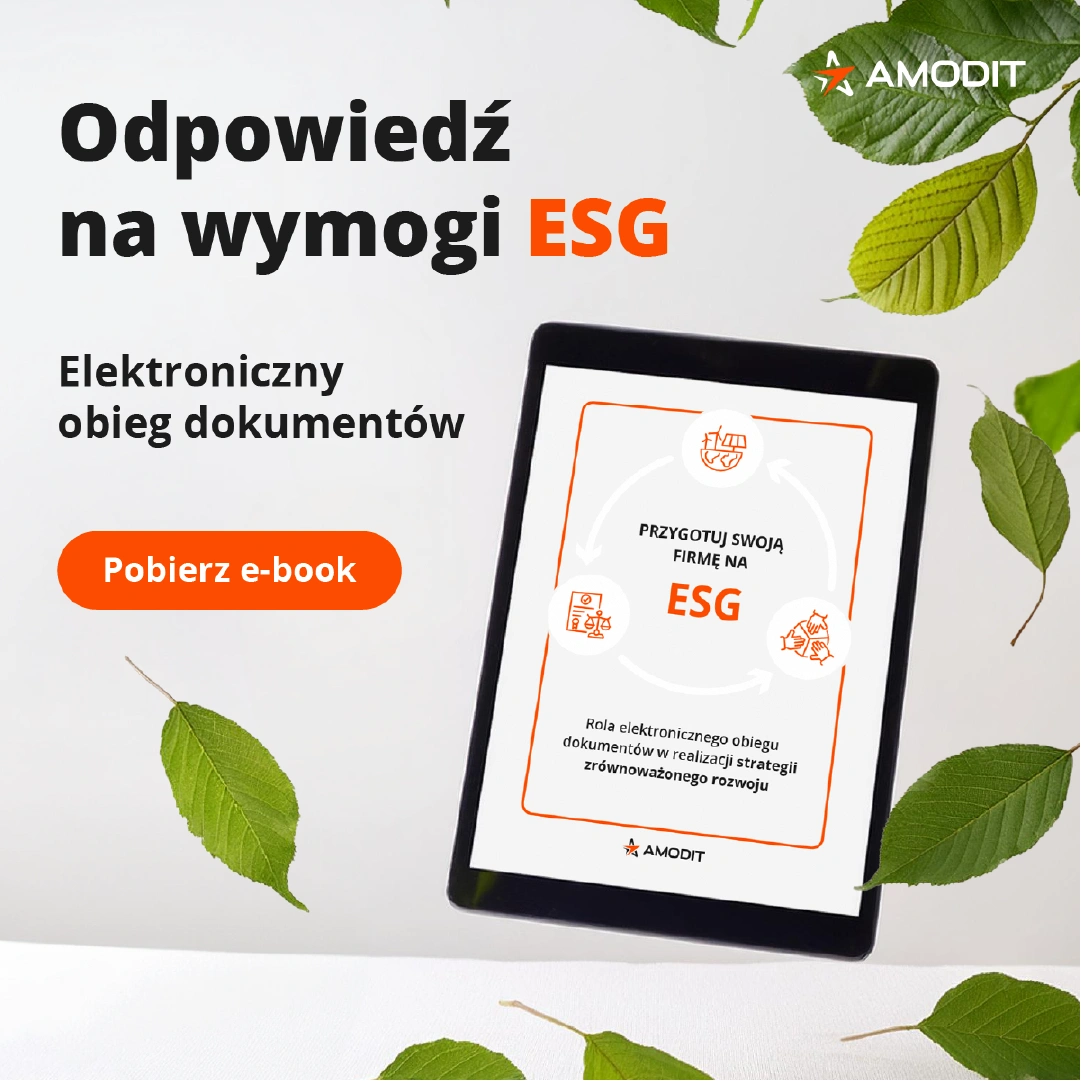 AMODIT
Odpowiedź
na wymogi ESG
Elektroniczny
obieg dokumentów
Pobierz e-book
PRZYGOTUJ SWOJĄ
FIRMĘ NA
ESG
Rola elektronicznego obiegu
dokumentów w realizacji strategii
zrównoważonego rozwoju
AMODIT